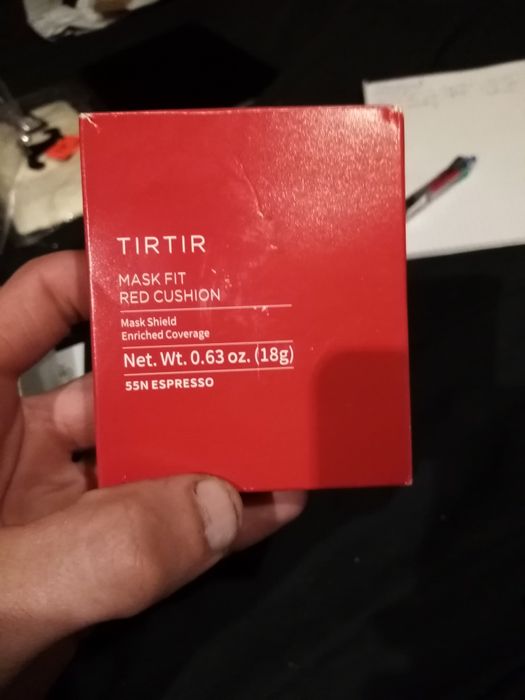 TIRTIR
MASK FIT
RED CUSHION
Mask Shield
Enriched Coverage
Net. Wt. 0.63 oz. (18g)
55N ESPRESSO